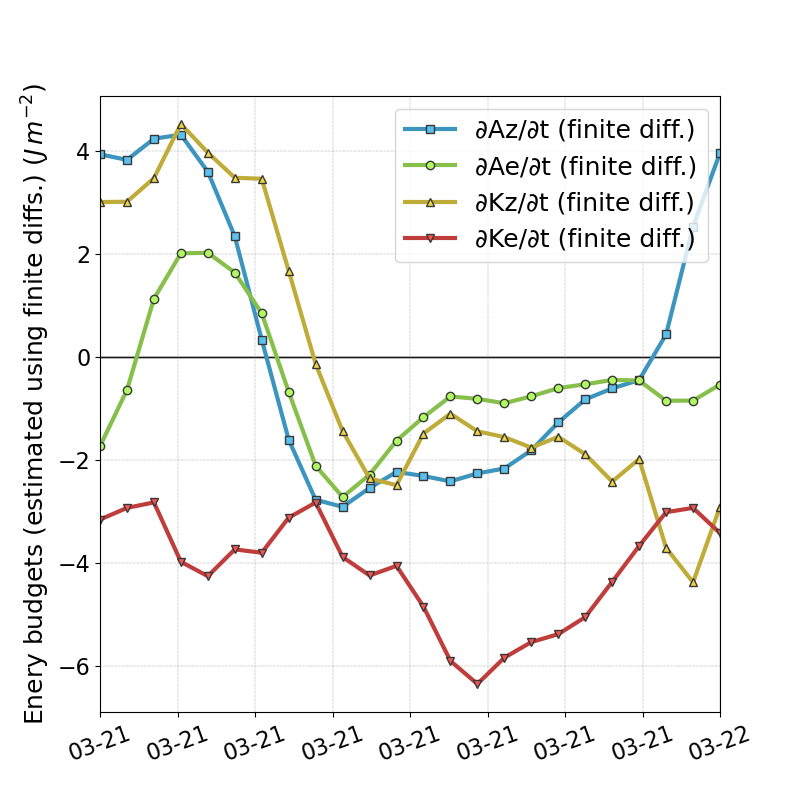 Enery budgets (estimated using finite diffs.) (J m⁻²)
∂Az/∂t (finite diff.)
∂Ae/∂t (finite diff.)
∂Kz/∂t (finite diff.)
∂Ke/∂t (finite diff.)
4
2
0
−2
−4
−6
03-21 03-21 03-21 03-21 03-21 03-21 03-21 03-21 03-22